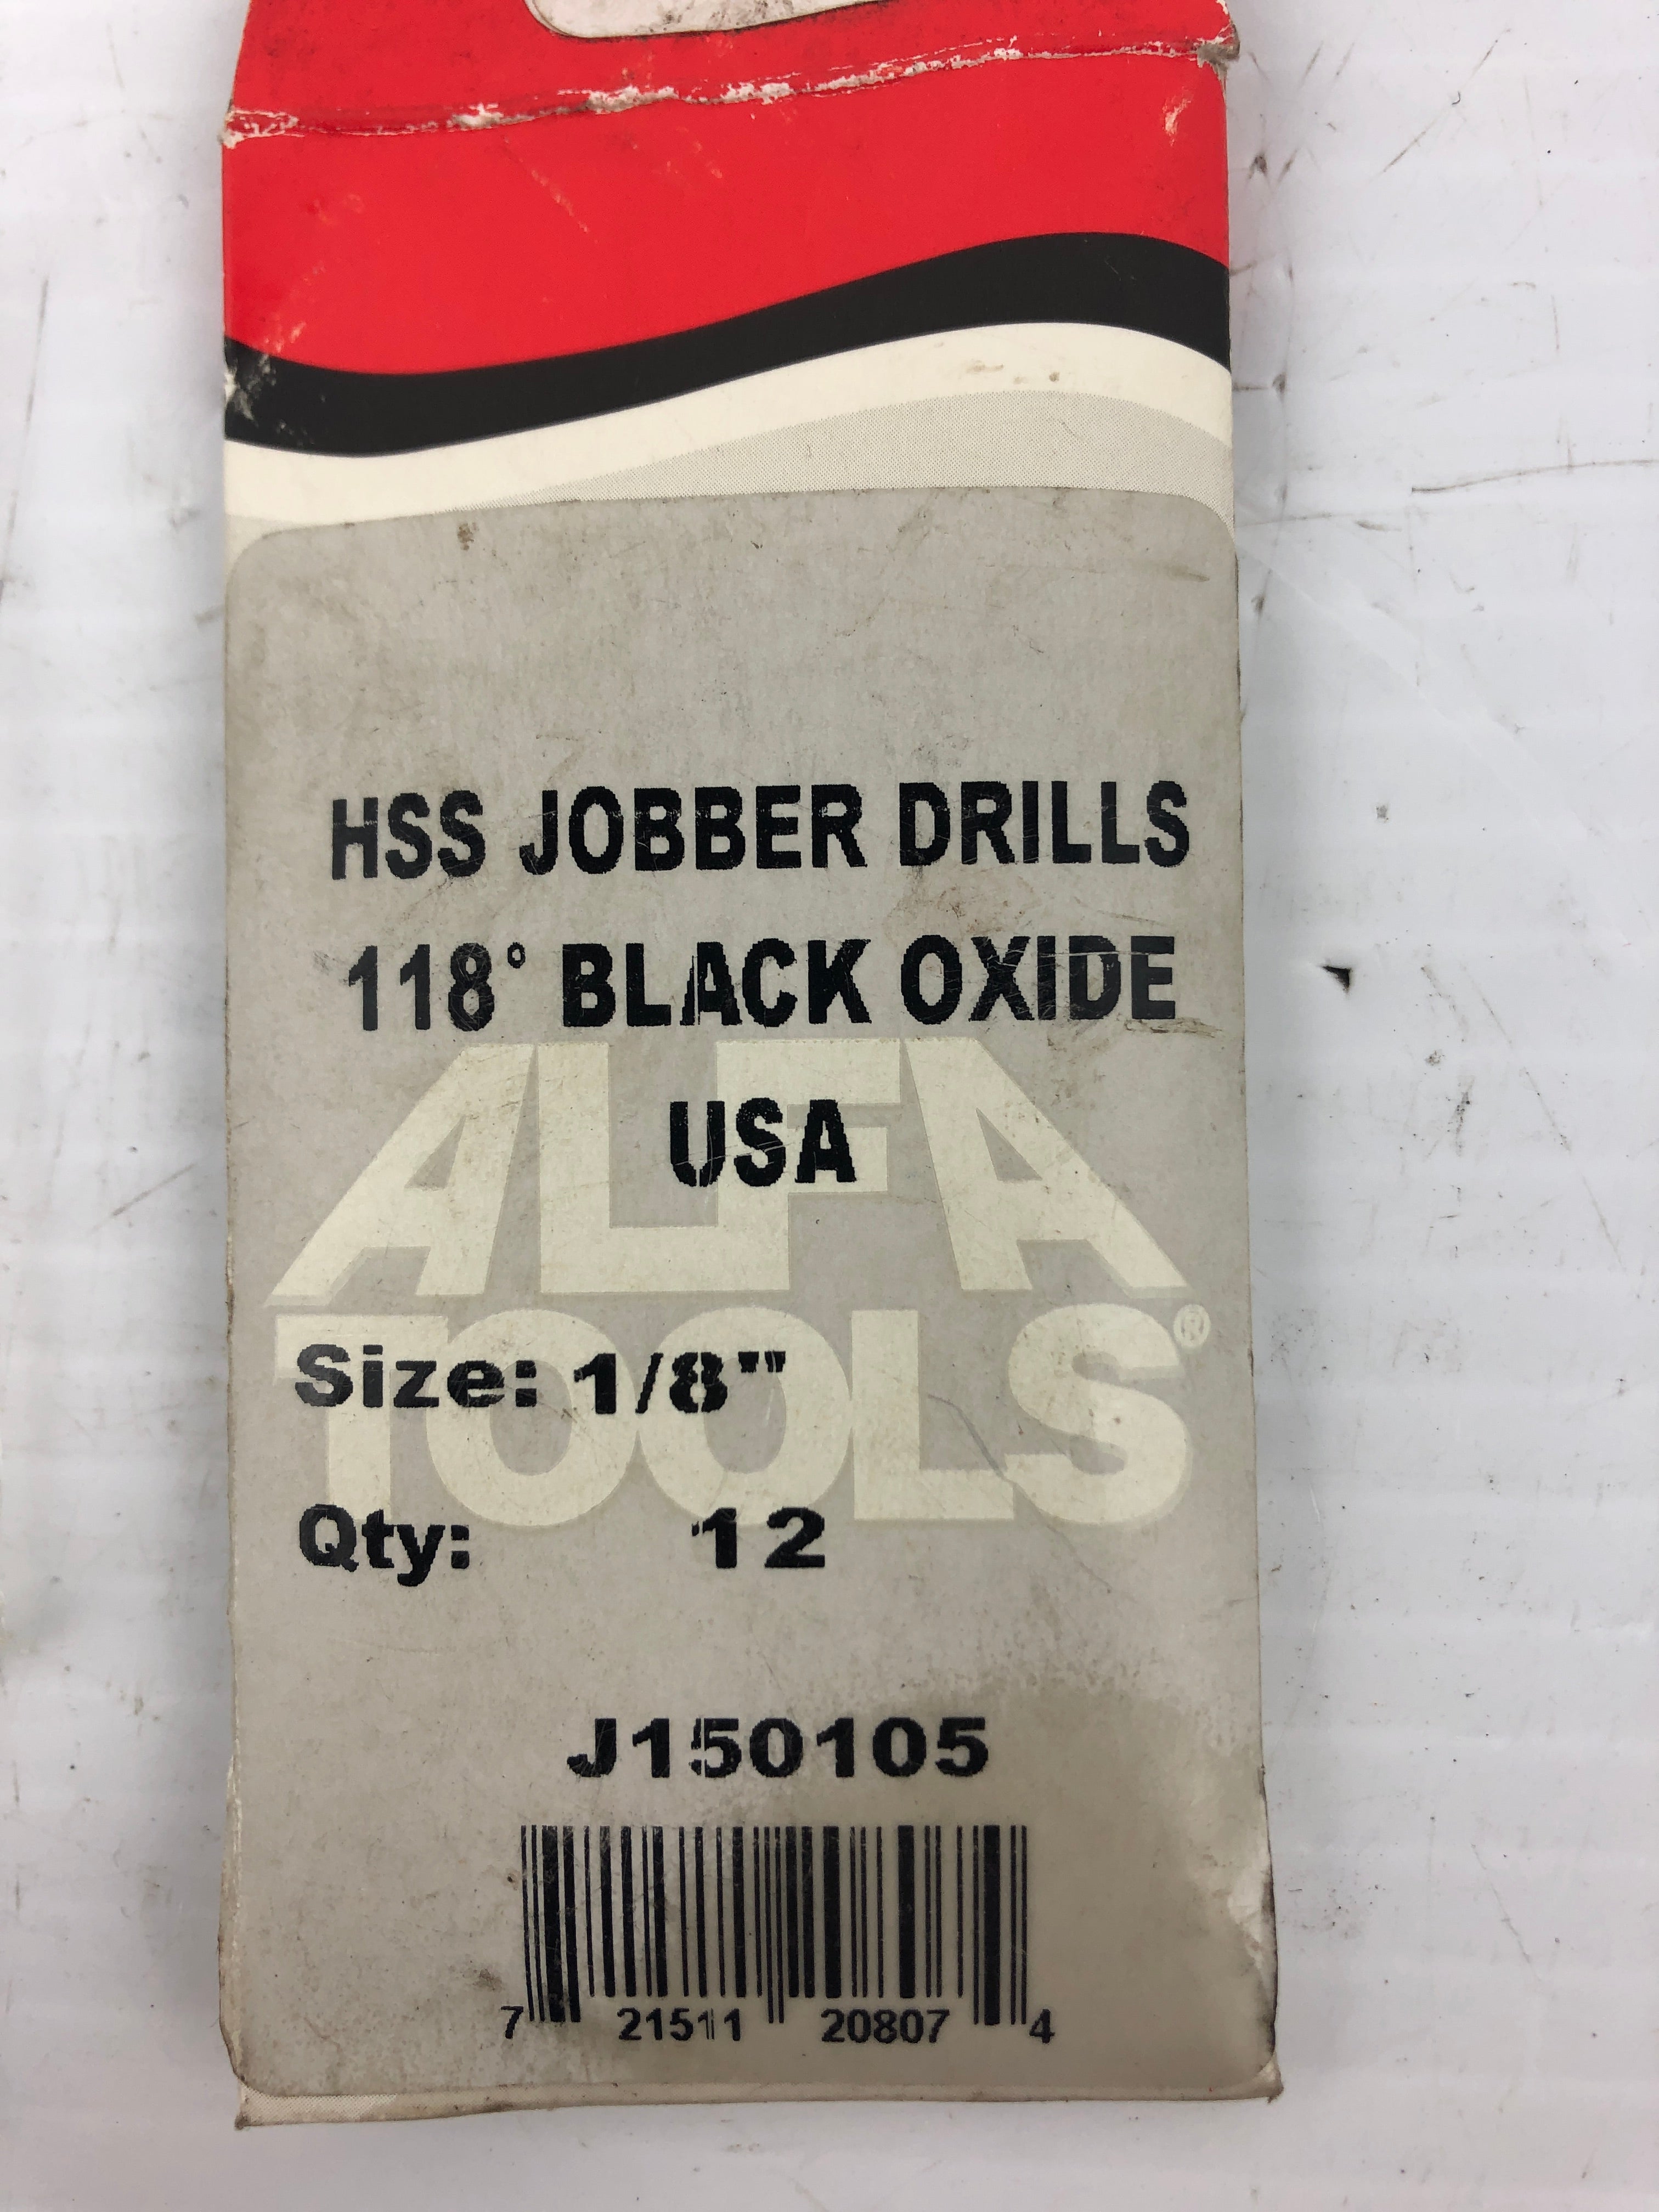 HSS JOBBER DRILLS
118° BLACK OXIDE
USA
ALFA
TOOLS®
Size: 1/8"
Qty: 12
J150105
7 21511 20807 4